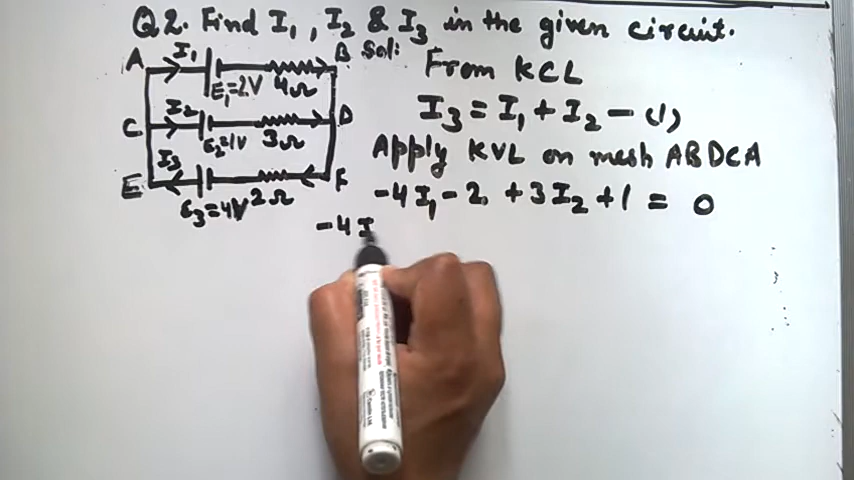 Q2. Find I₁, I₂ & I₃ in the given circuit.
Sol:
From KCL
I₃ = I₁ + I₂ - (1)
Apply KVL on mesh ABDCA
-4I₁ - 2 + 3I₂ + 1 = 0
-4I
A I₁ B
E₁=2V 4Ω
C I₂ D
E₂=1V 3Ω
E I₃ F
E₃=4V 2Ω